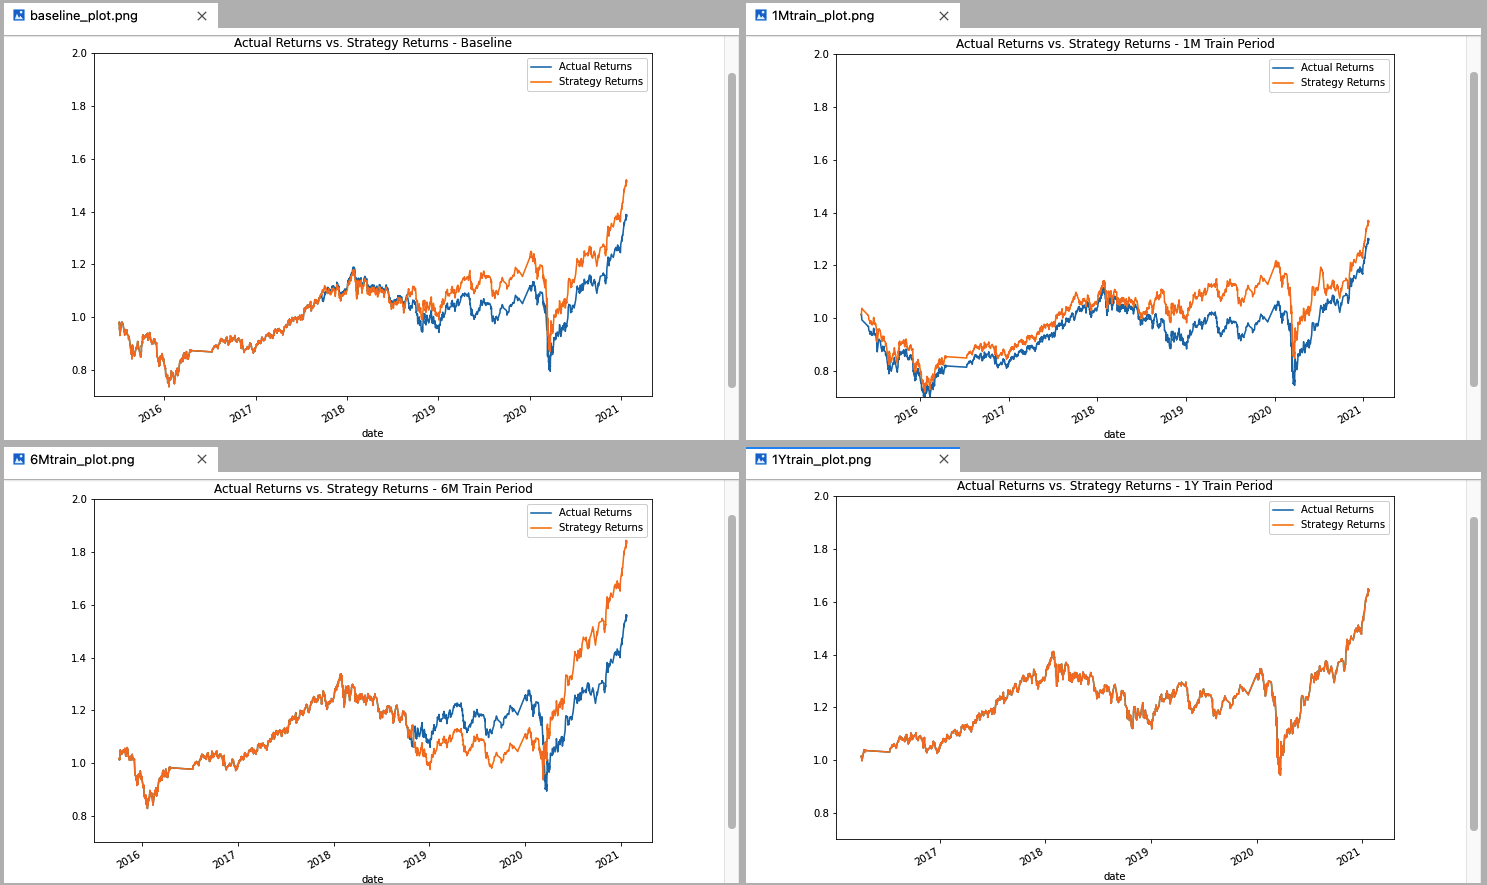 baseline_plot.png
Actual Returns vs. Strategy Returns - Baseline
2.0
1.8
1.6
1.4
1.2
1.0
0.8
Actual Returns
Strategy Returns
2016
2017
2018
2019
2020
2021
date
1Mtrain_plot.png
Actual Returns vs. Strategy Returns - 1M Train Period
2.0
1.8
1.6
1.4
1.2
1.0
0.8
Actual Returns
Strategy Returns
2016
2017
2018
2019
2020
2021
date
6Mtrain_plot.png
Actual Returns vs. Strategy Returns - 6M Train Period
2.0
1.8
1.6
1.4
1.2
1.0
0.8
Actual Returns
Strategy Returns
2016
2017
2018
2019
2020
2021
date
1Ytrain_plot.png
Actual Returns vs. Strategy Returns - 1Y Train Period
2.0
1.8
1.6
1.4
1.2
1.0
0.8
Actual Returns
Strategy Returns
2017
2018
2019
2020
2021
date